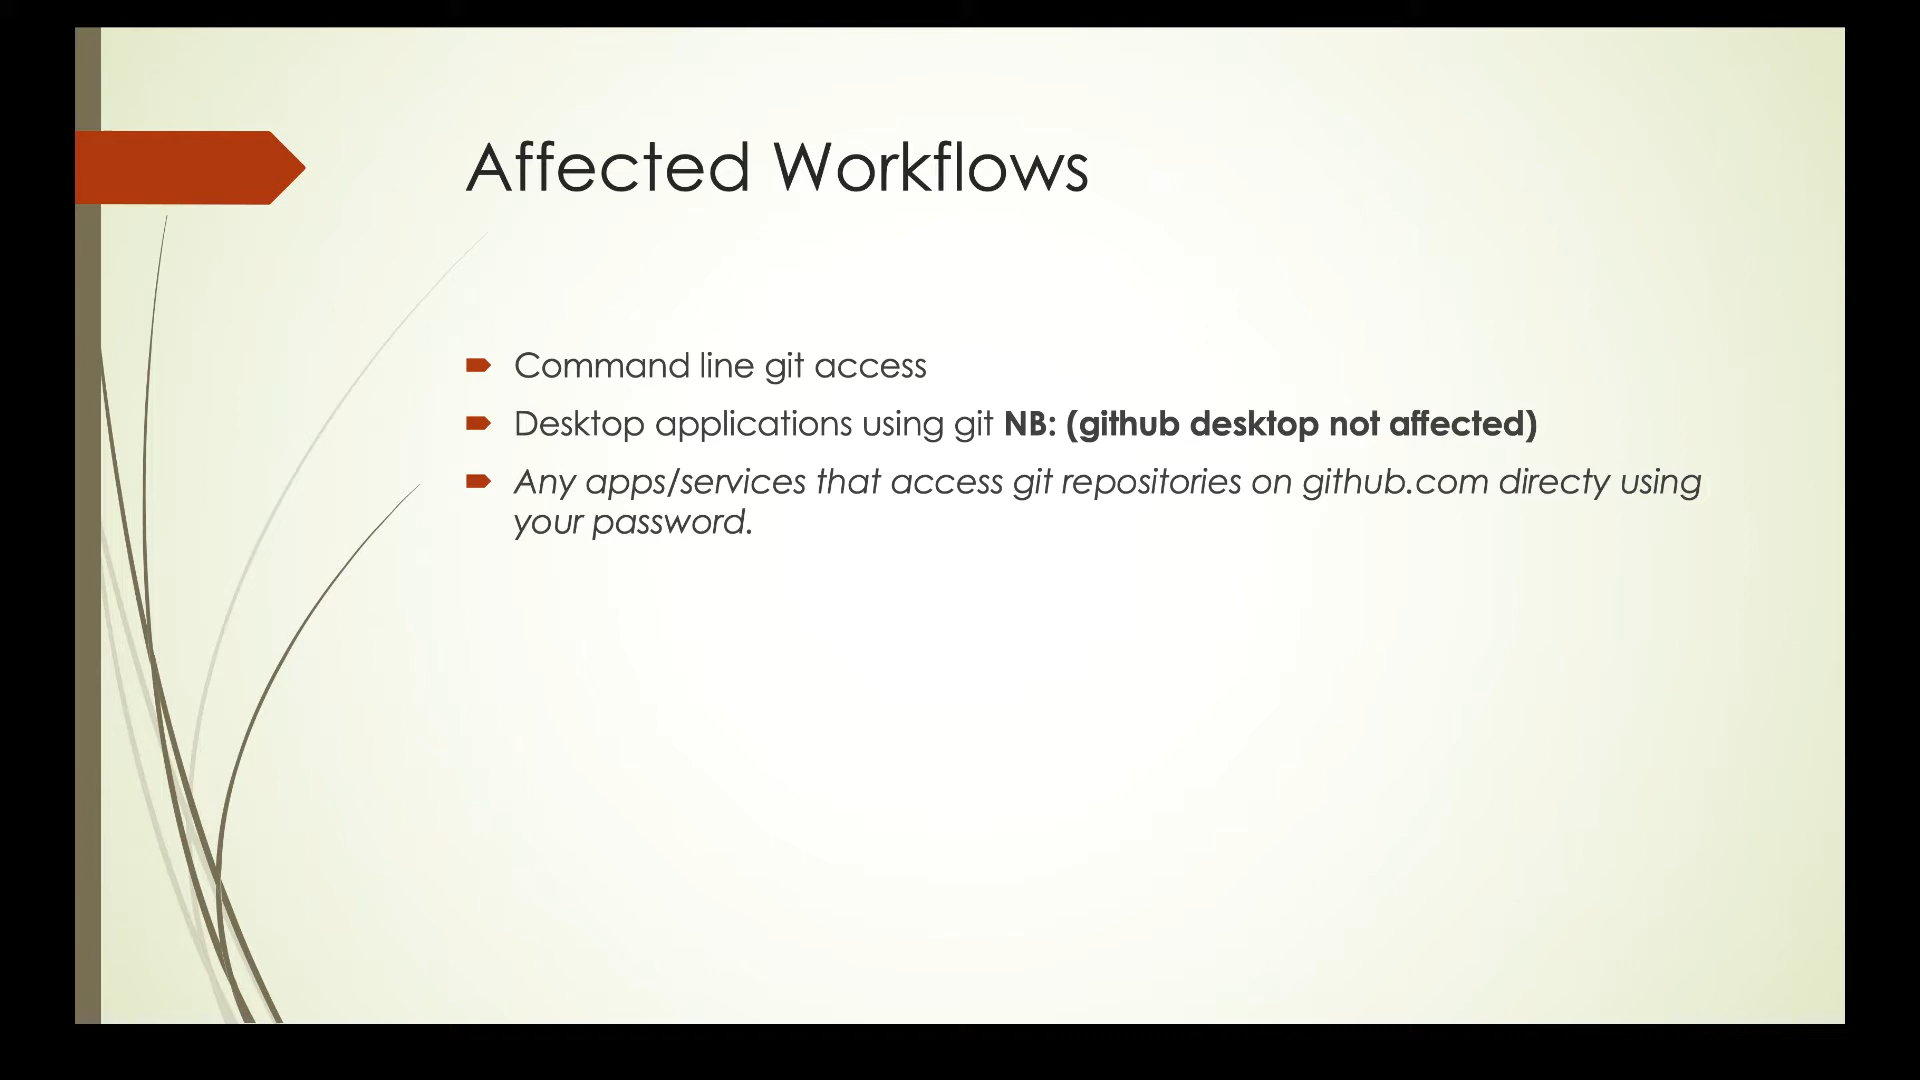 Affected Workflows
Command line git access
Desktop applications using git NB: (github desktop not affected)
Any apps/services that access git repositories on github.com directy using
your password.